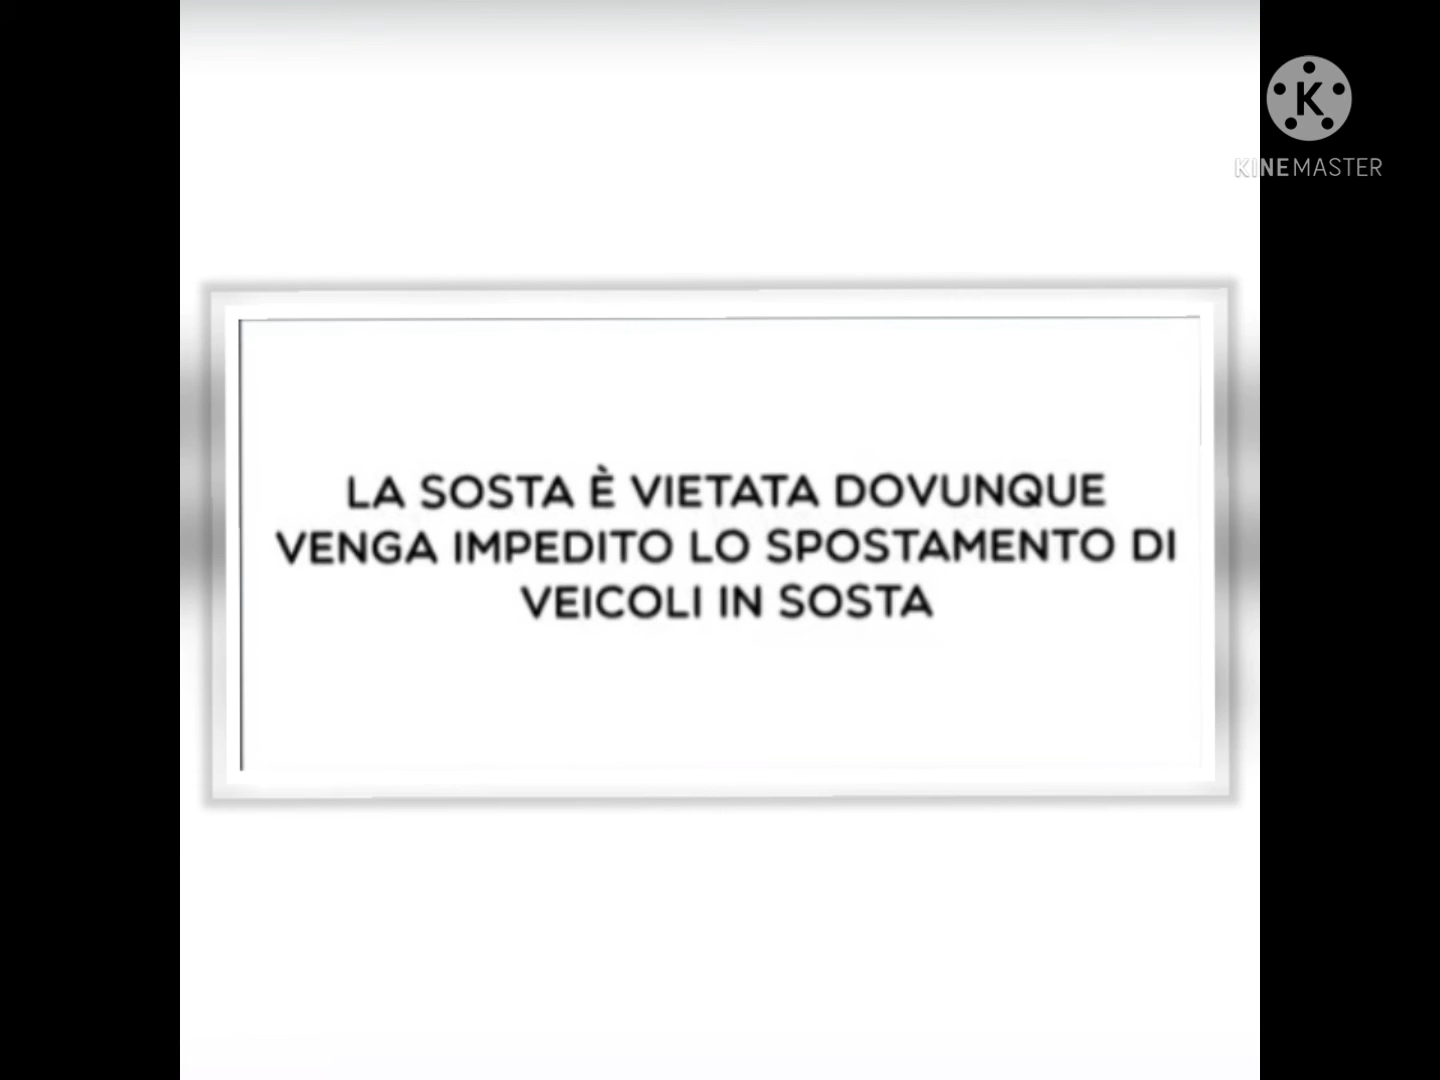 KINEMASTER
LA SOSTA È VIETATA DOVUNQUE
VENGA IMPEDITO LO SPOSTAMENTO DI
VEICOLI IN SOSTA